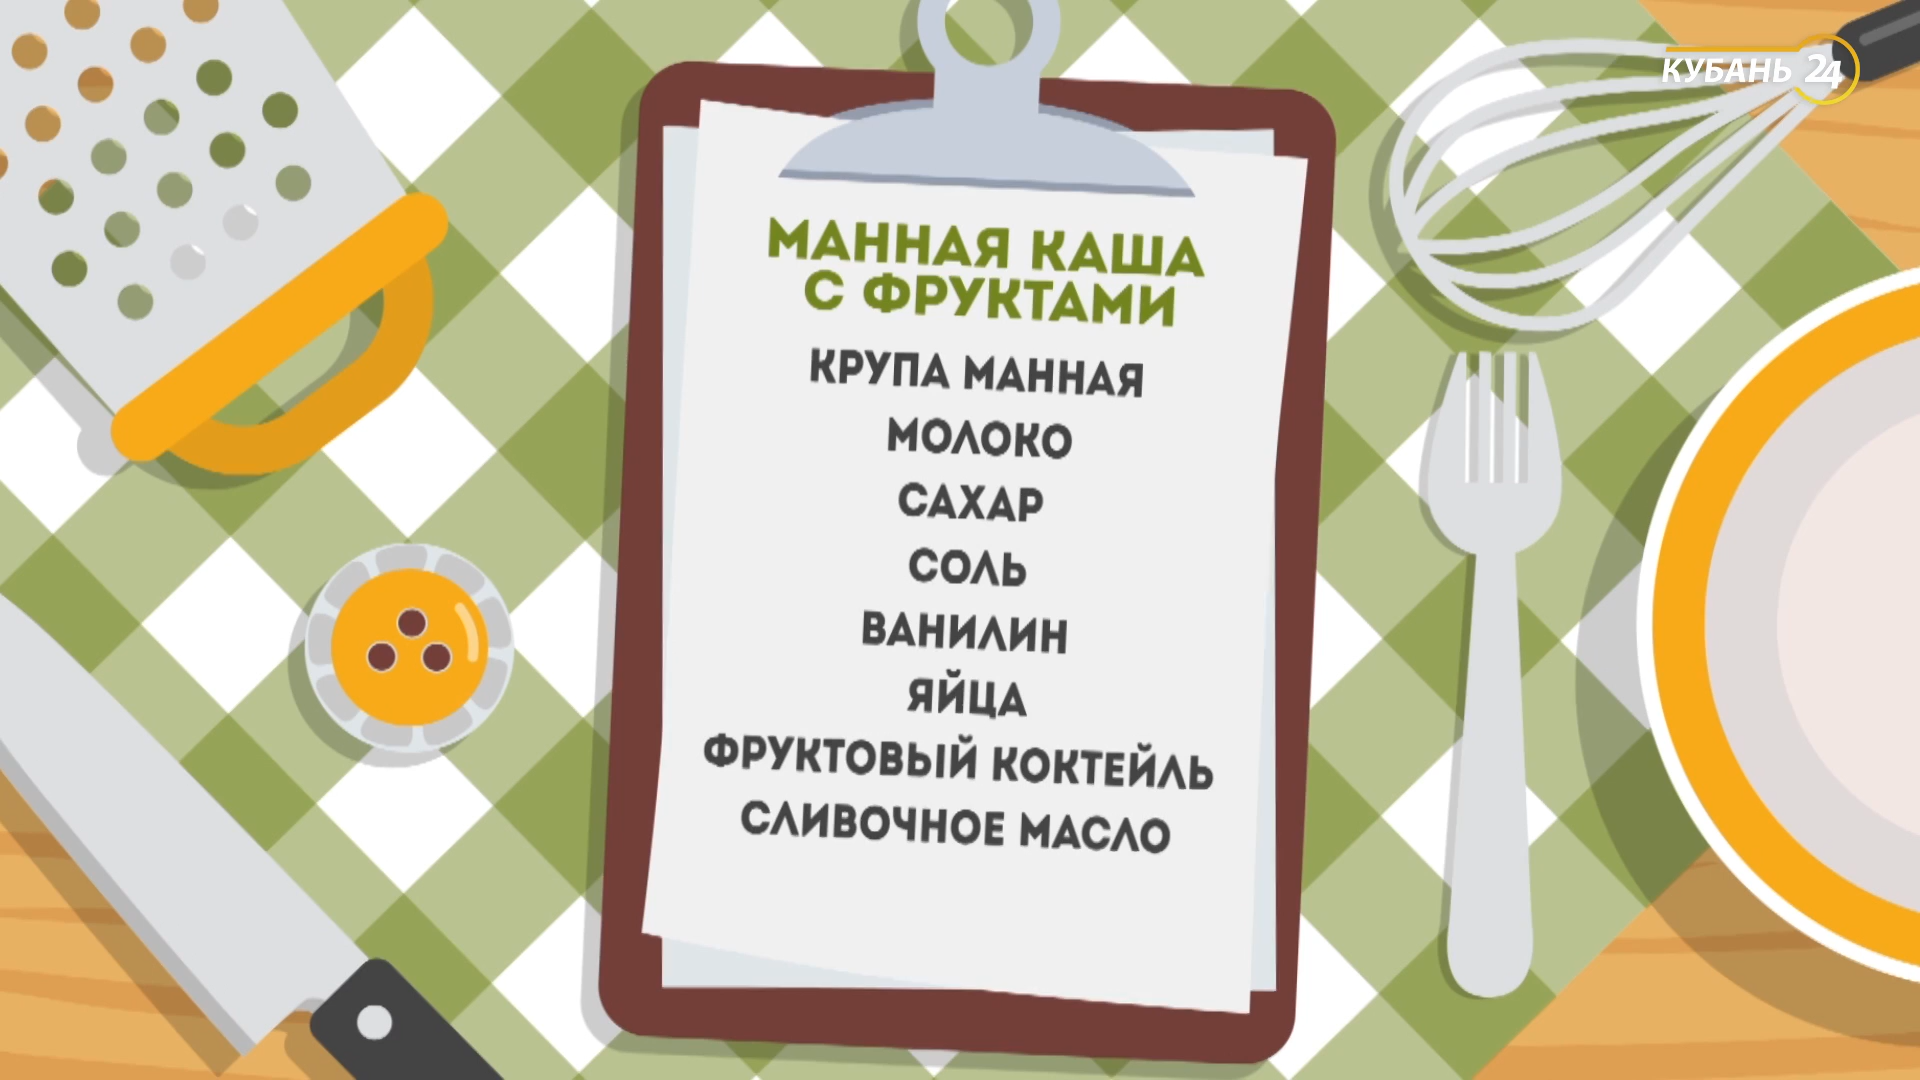 КУБАНЬ 24
МАННАЯ КАША
С ФРУКТАМИ
КРУПА МАННАЯ
МОЛОКО
САХАР
СОЛЬ
ВАНИЛИН
ЯЙЦА
ФРУКТОВЫЙ КОКТЕЙЛЬ
СЛИВОЧНОЕ МАСЛО